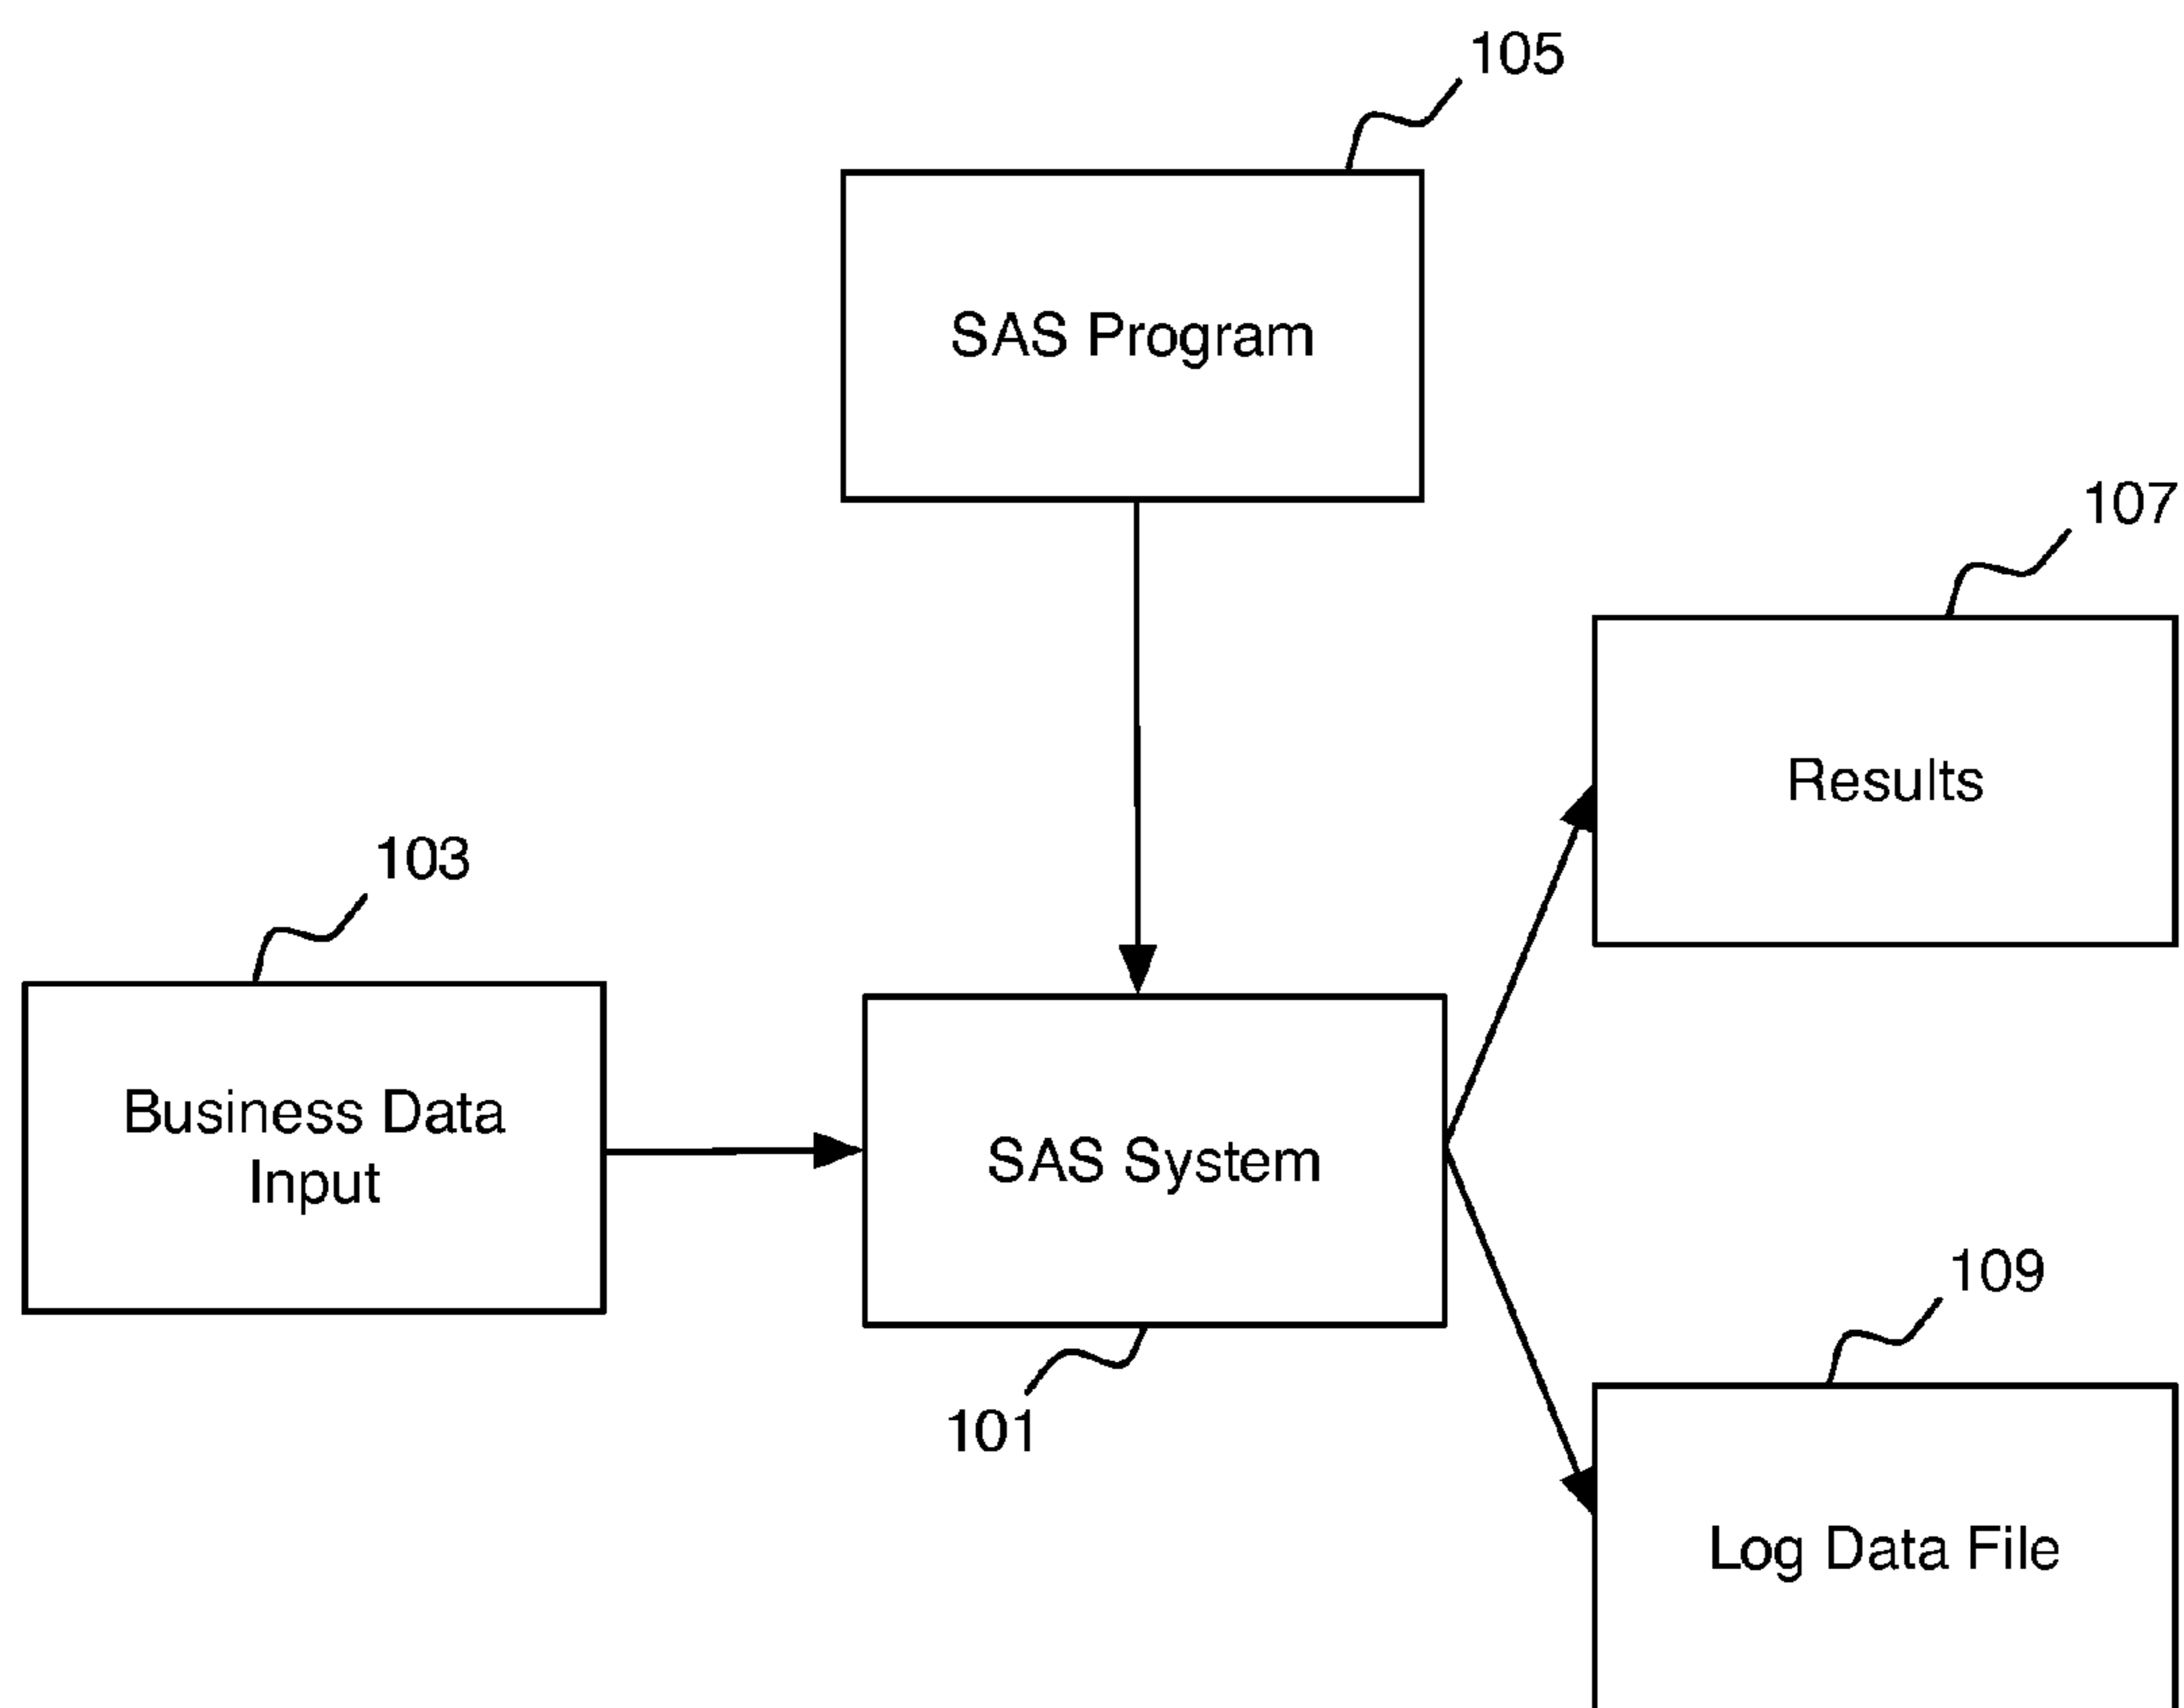 105
SAS Program
107
Results
103
Business Data
Input
SAS System
101
109
Log Data File